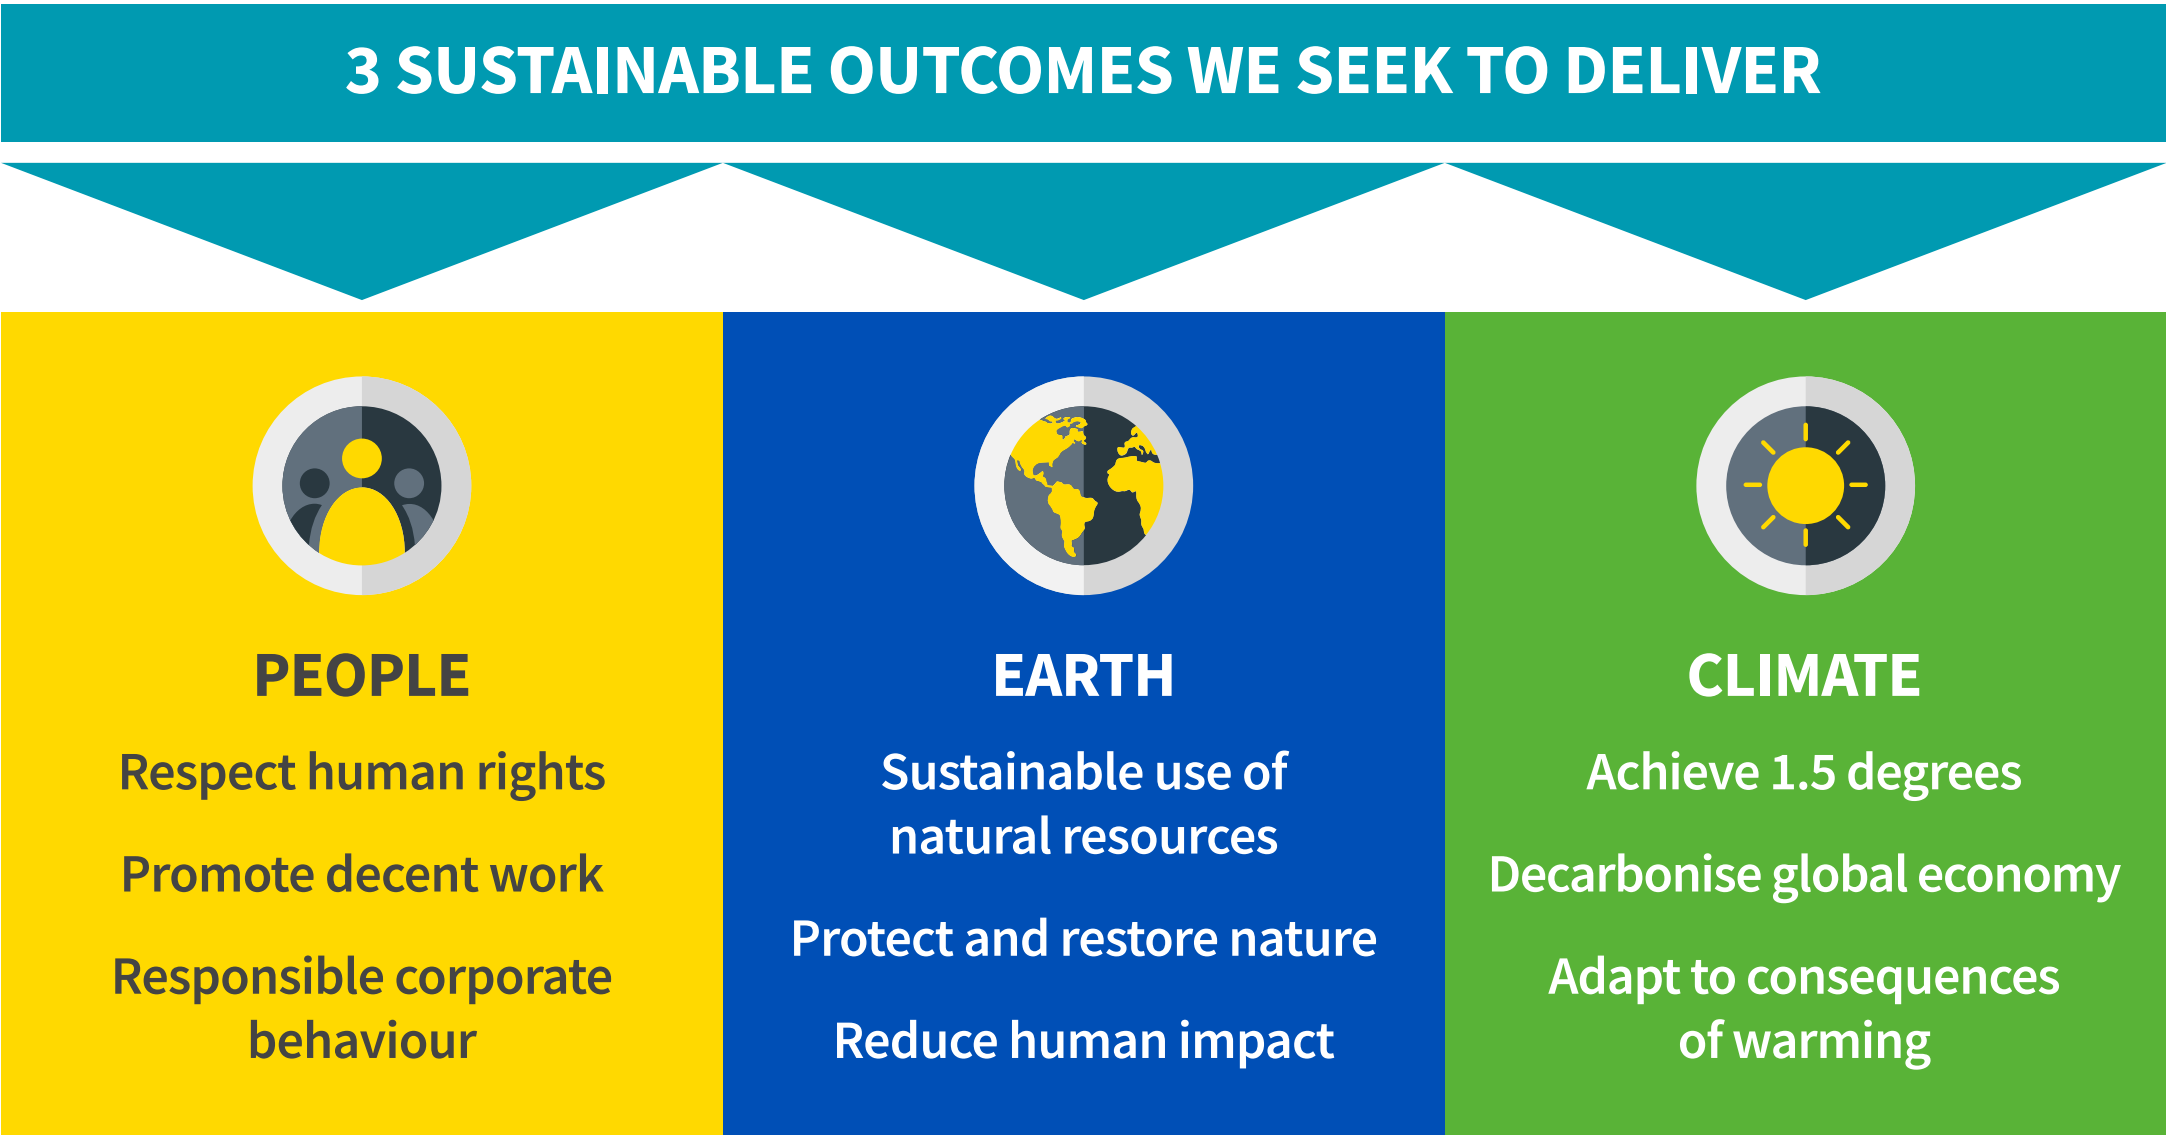 3 SUSTAINABLE OUTCOMES WE SEEK TO DELIVER
PEOPLE
Respect human rights
Promote decent work
Responsible corporate
behaviour
EARTH
Sustainable use of
natural resources
Protect and restore nature
Reduce human impact
CLIMATE
Achieve 1.5 degrees
Decarbonise global economy
Adapt to consequences
of warming